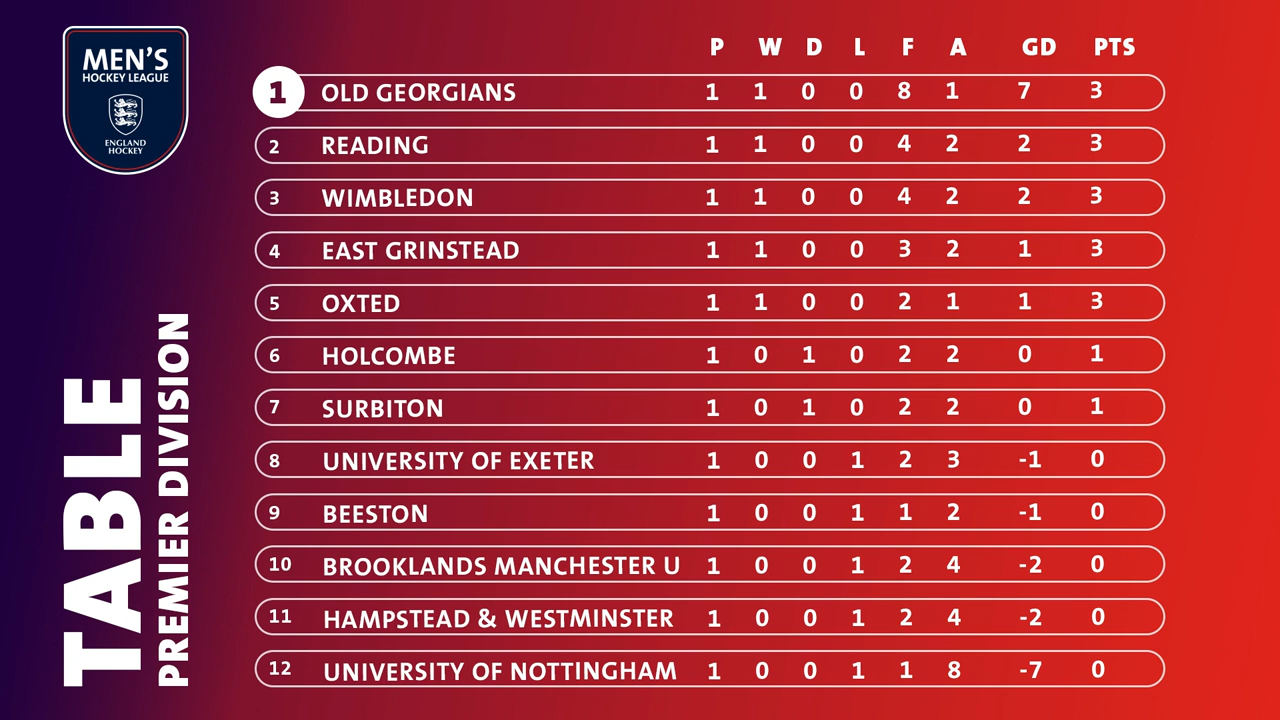 MEN'S
HOCKEY LEAGUE
ENGLAND
HOCKEY
TABLE
PREMIER DIVISION
P W D L F A GD PTS
1 OLD GEORGIANS 1 1 0 0 8 1 7 3
2 READING 1 1 0 0 4 2 2 3
3 WIMBLEDON 1 1 0 0 4 2 2 3
4 EAST GRINSTEAD 1 1 0 0 3 2 1 3
5 OXTED 1 1 0 0 2 1 1 3
6 HOLCOMBE 1 0 1 0 2 2 0 1
7 SURBITON 1 0 1 0 2 2 0 1
8 UNIVERSITY OF EXETER 1 0 0 1 2 3 -1 0
9 BEESTON 1 0 0 1 1 2 -1 0
10 BROOKLANDS MANCHESTER U 1 0 0 1 2 4 -2 0
11 HAMPSTEAD & WESTMINSTER 1 0 0 1 2 4 -2 0
12 UNIVERSITY OF NOTTINGHAM 1 0 0 1 1 8 -7 0